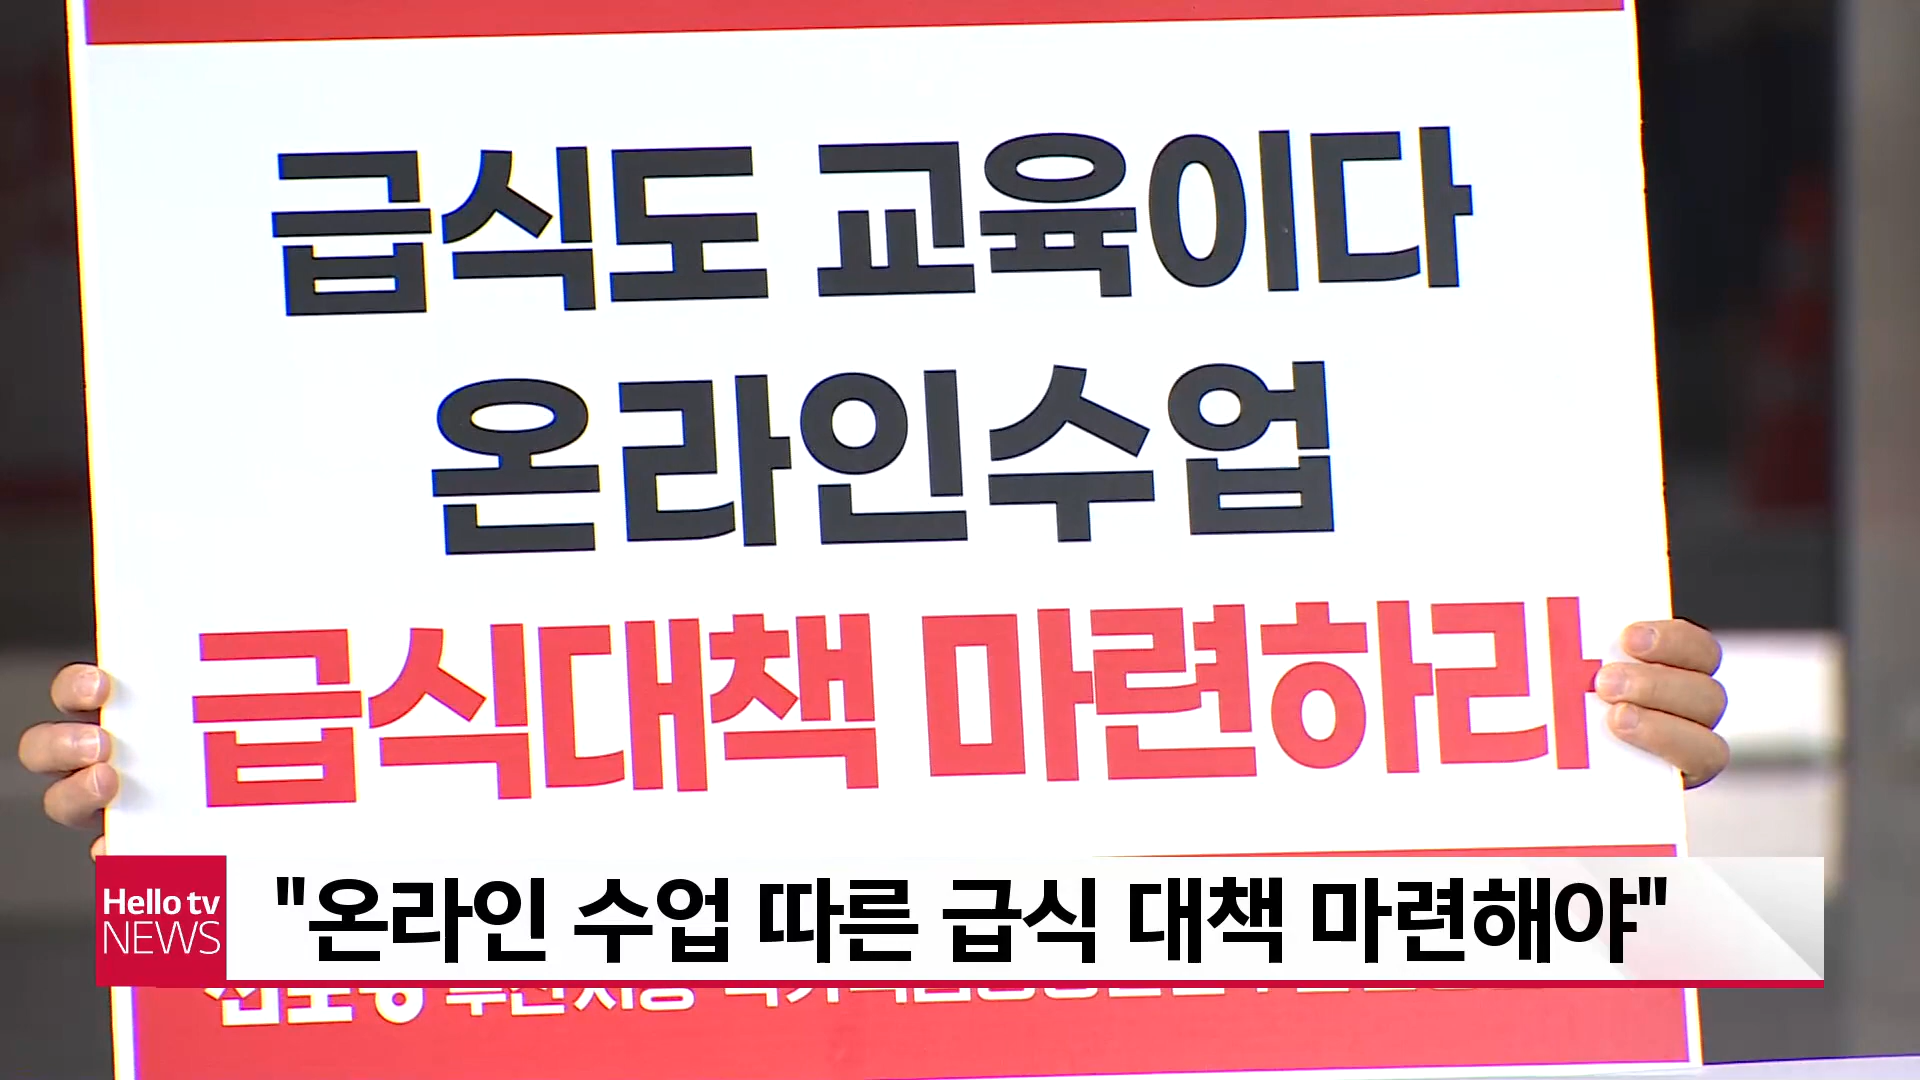 급식도 교육이다
온라인수업
급식대책 마련하라
Hello tv
NEWS
"온라인 수업 따른 급식 대책 마련해야"